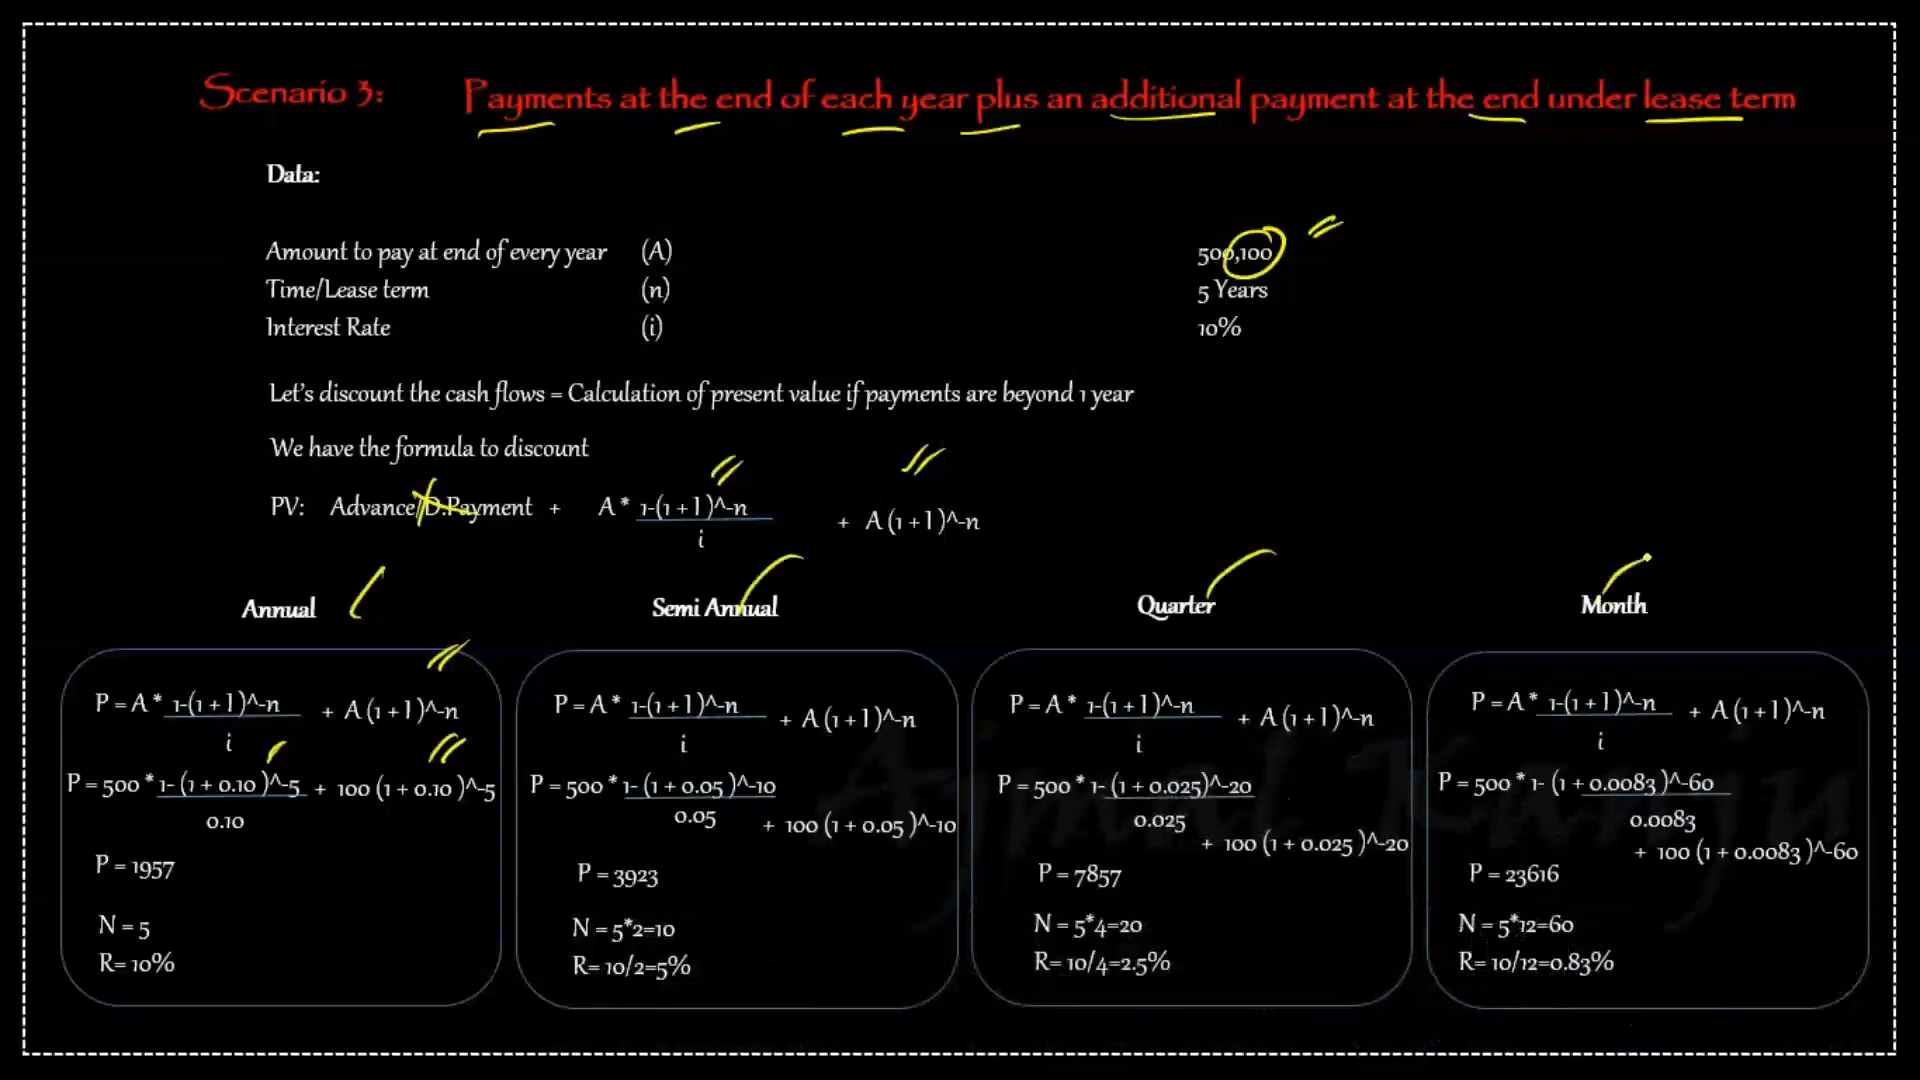 Scenario 3: Payments at the end of each year plus an additional payment at the end under lease term
Data:
Amount to pay at end of every year (A) 500,100
Time/Lease term (n) 5 Years
Interest Rate (i) 10%
Let's discount the cash flows = Calculation of present value if payments are beyond 1 year
We have the formula to discount
PV: Advance/D.Payment + A * 1-(1+1)^-n + A (1+1)^-n
i
Annual
P = A * 1-(1+1)^-n + A (1+1)^-n
i
P = 500 * 1- (1 + 0.10 )^-5 + 100 (1 + 0.10 )^-5
0.10
P = 1957
N = 5
R= 10%
Semi Annual
P = A * 1-(1+1)^-n + A (1+1)^-n
i
P = 500 * 1- (1 + 0.05 )^-10
0.05
+ 100 (1 + 0.05 )^-10
P = 3923
N = 5*2=10
R= 10/2=5%
Quarter
P = A * 1-(1+1)^-n + A (1+1)^-n
i
P = 500 * 1- (1 + 0.025)^-20
0.025
+ 100 (1 + 0.025 )^-20
P = 7857
N = 5*4=20
R= 10/4=2.5%
Month
P = A * 1-(1+1)^-n + A (1+1)^-n
i
P = 500 * 1- (1 + 0.0083 )^-60
0.0083
+ 100 (1 + 0.0083 )^-60
P = 23616
N = 5*12=60
R= 10/12=0.83%